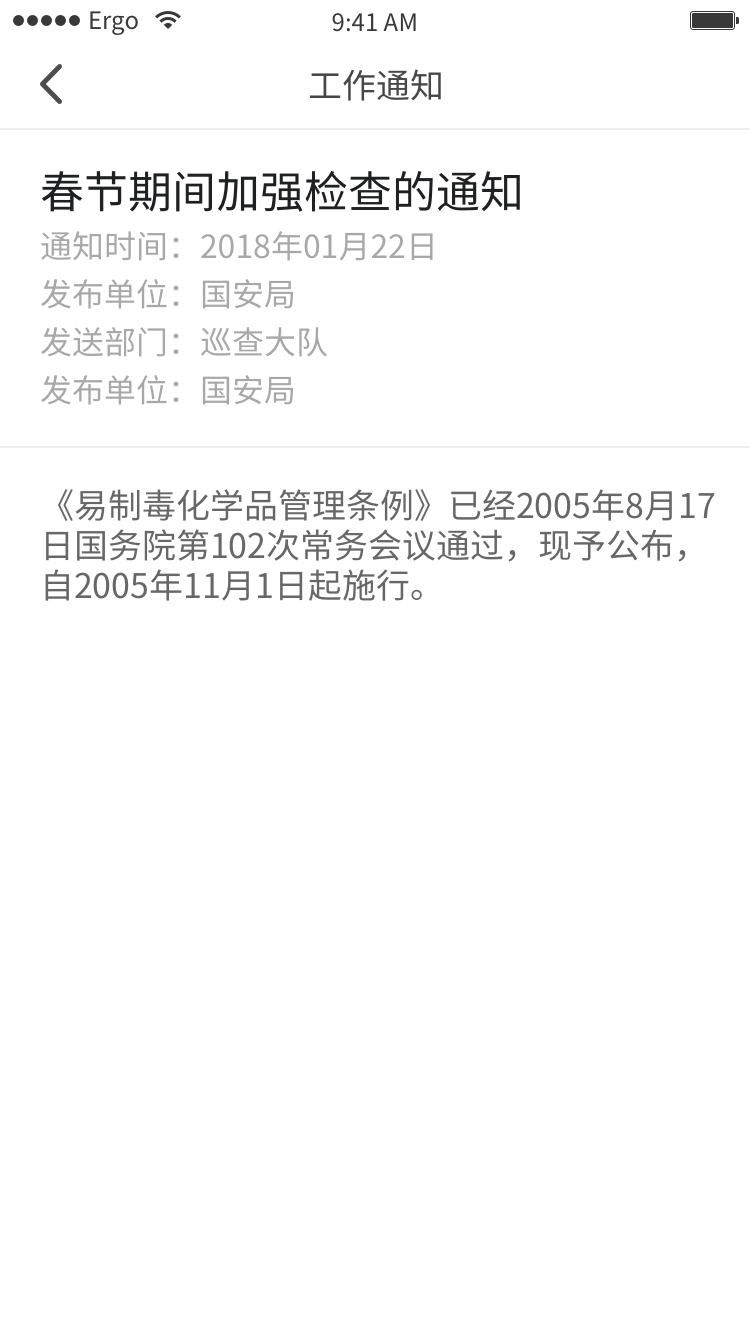 Ergo 9:41 AM
工作通知
春节期间加强检查的通知
通知时间：2018年01月22日
发布单位：国安局
发送部门：巡查大队
发布单位：国安局
《易制毒化学品管理条例》已经2005年8月17
日国务院第102次常务会议通过，现予公布，
自2005年11月1日起施行。